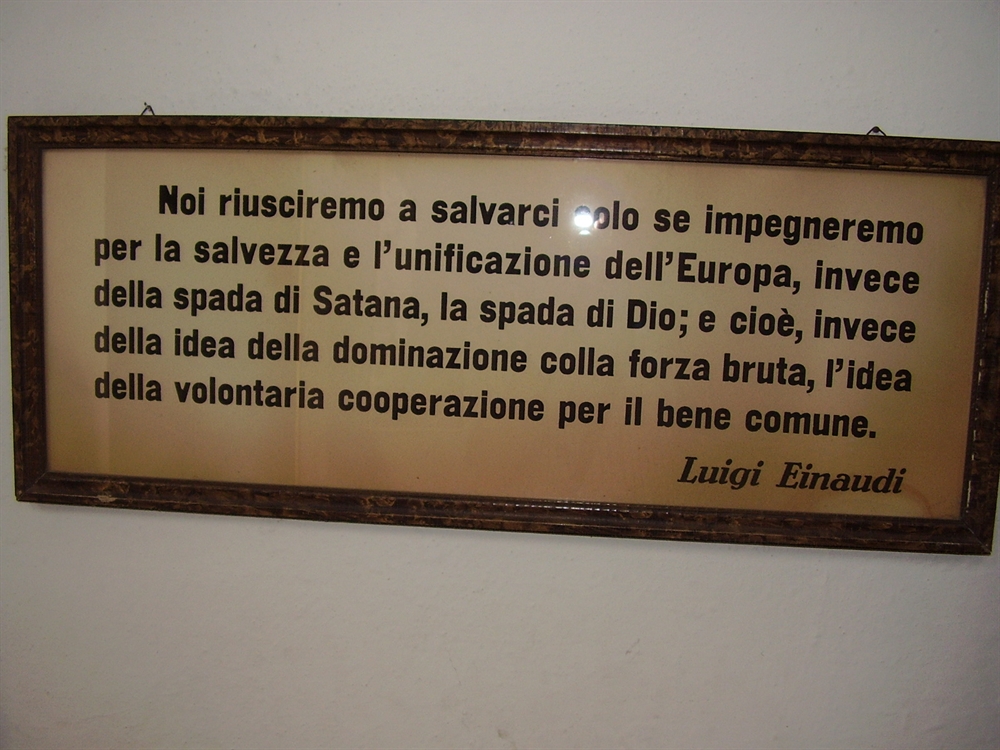 Noi riusciremo a salvarci solo se impegneremo
per la salvezza e l'unificazione dell'Europa, invece
della spada di Satana, la spada di Dio; e cioè, invece
della idea della dominazione colla forza bruta, l'idea
della volontaria cooperazione per il bene comune.
Luigi Einaudi